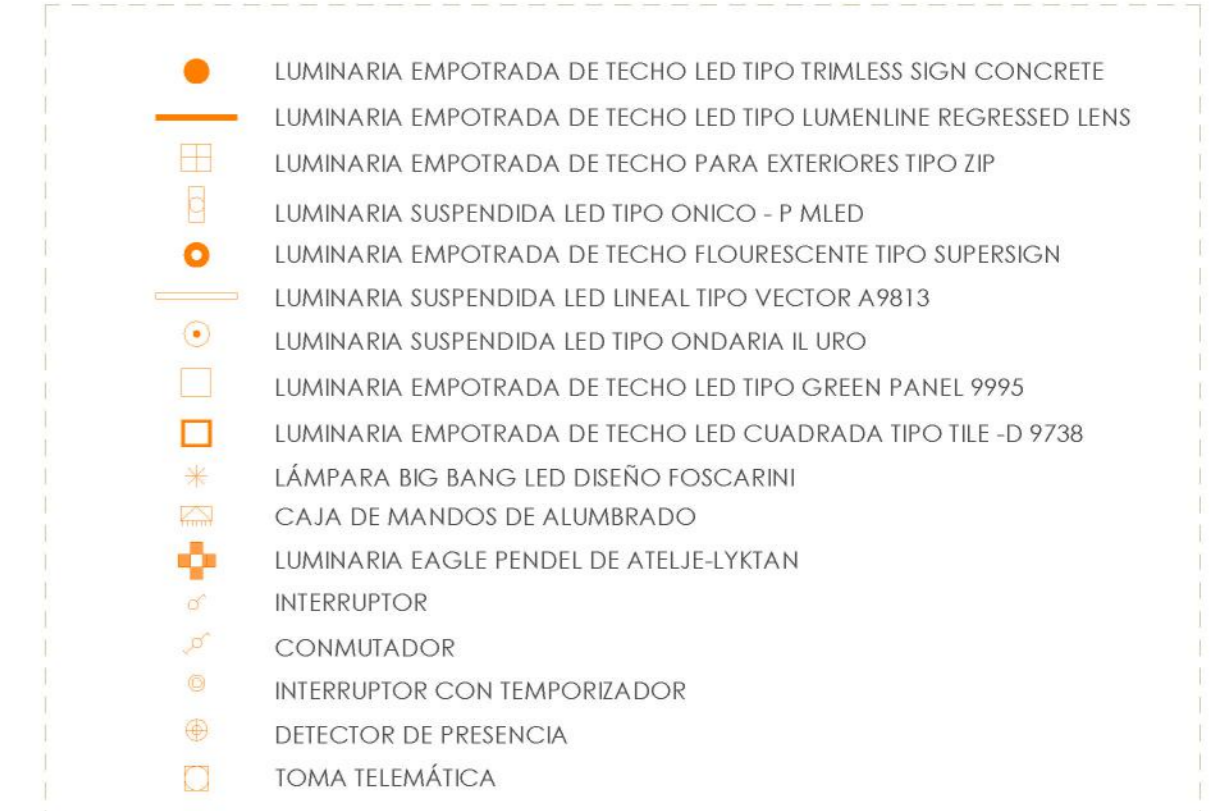 LUMINARIA EMPOTRADA DE TECHO LED TIPO TRIMLESS SIGN CONCRETE
LUMINARIA EMPOTRADA DE TECHO LED TIPO LUMENLINE REGRESSED LENS
LUMINARIA EMPOTRADA DE TECHO PARA EXTERIORES TIPO ZIP
LUMINARIA SUSPENDIDA LED TIPO ONICO - P MLED
LUMINARIA EMPOTRADA DE TECHO FLOURESCENTE TIPO SUPERSIGN
LUMINARIA SUSPENDIDA LED LINEAL TIPO VECTOR A9813
LUMINARIA SUSPENDIDA LED TIPO ONDARIA IL URO
LUMINARIA EMPOTRADA DE TECHO LED TIPO GREEN PANEL 9995
LUMINARIA EMPOTRADA DE TECHO LED CUADRADA TIPO TILE -D 9738
LÁMPARA BIG BANG LED DISEÑO FOSCARINI
CAJA DE MANDOS DE ALUMBRADO
LUMINARIA EAGLE PENDEL DE ATELJE-LYKTAN
INTERRUPTOR
CONMUTADOR
INTERRUPTOR CON TEMPORIZADOR
DETECTOR DE PRESENCIA
TOMA TELEMÁTICA